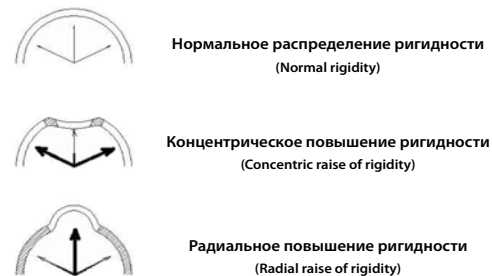 Нормальное распределение ригидности
(Normal rigidity)
Концентрическое повышение ригидности
(Concentric raise of rigidity)
Радиальное повышение ригидности
(Radial raise of rigidity)